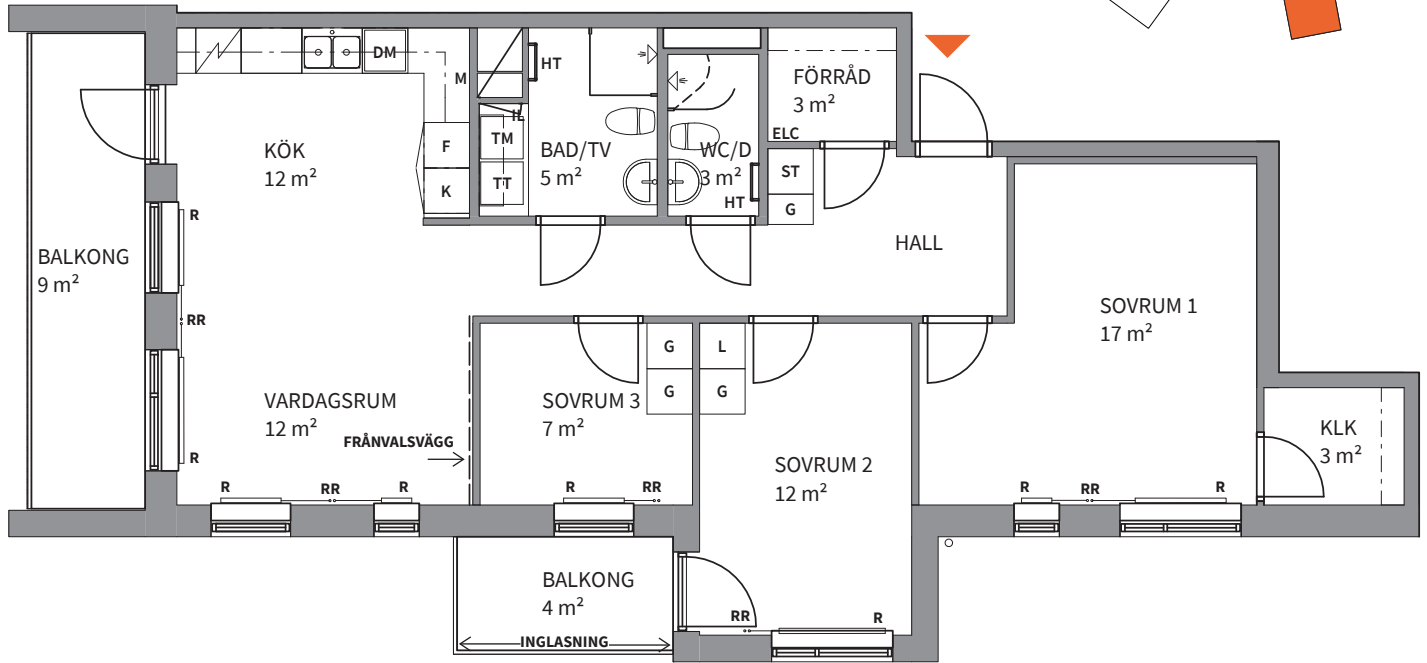 DM
M
HT
FÖRRÅD
3 m²
ELC
KÖK
12 m²
F
K
TM
TT
BAD/TV
5 m²
WC/D
3 m²
HT
ST
G
R
BALKONG
9 m²
HALL
RR
SOVRUM 1
17 m²
G
G
L
G
VARDAGSRUM
12 m²
FRÅNVALSVÄGG
SOVRUM 3
7 m²
SOVRUM 2
12 m²
KLK
3 m²
R
R
RR
R
R
RR
R
RR
R
BALKONG
4 m²
RR
R
INGLASNING